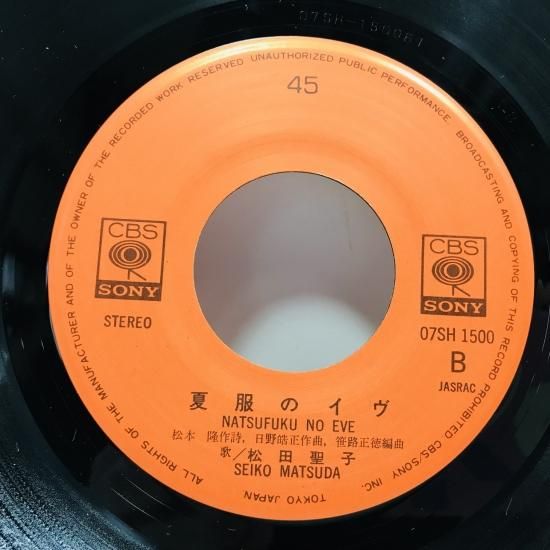 07SH-1500B1
ALL RIGHTS OF THE MANUFACTURER AND OF THE OWNER OF THE RECORDED WORK RESERVED UNAUTHORIZED PUBLIC PERFORMANCE BROADCASTING AND COPYING OF THIS RECORD PROHIBITED CBS/SONY INC.
45
CBS
SONY
CBS
SONY
STEREO
07SH 1500
B
JASRAC
夏服のイヴ
NATSUFUKU NO EVE
松本 隆作詩, 日野皓正作曲, 笹路正徳編曲
歌/松田聖子
SEIKO MATSUDA
TOKYO JAPAN